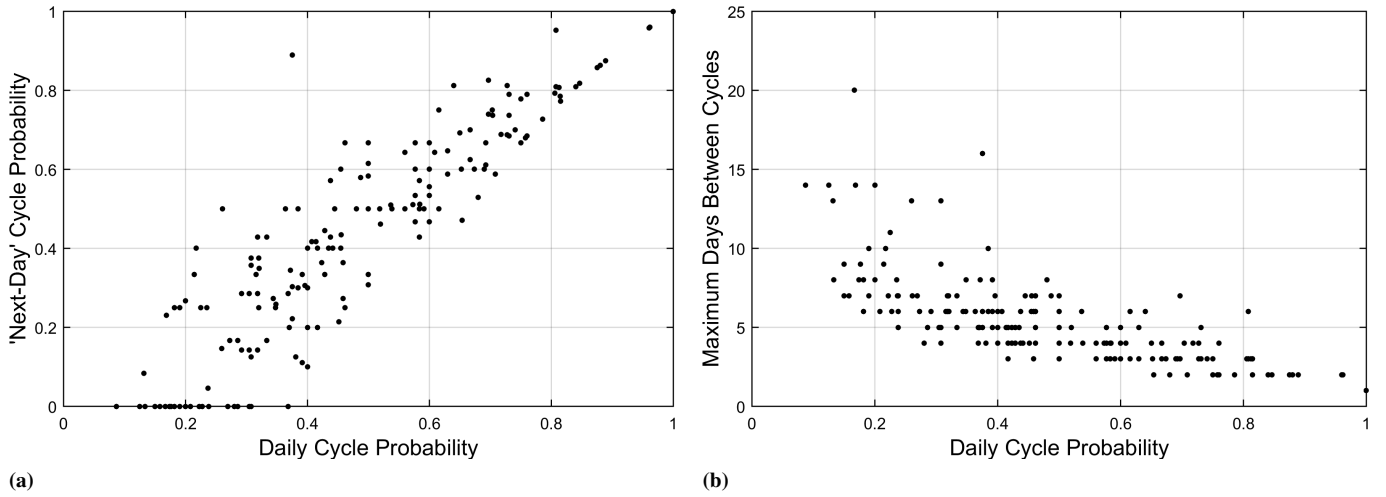 1
0.8
0.6
0.4
0.2
0
'Next-Day' Cycle Probability
0 0.2 0.4 0.6 0.8 1
Daily Cycle Probability
(a)
25
20
15
10
5
0
Maximum Days Between Cycles
0 0.2 0.4 0.6 0.8 1
Daily Cycle Probability
(b)